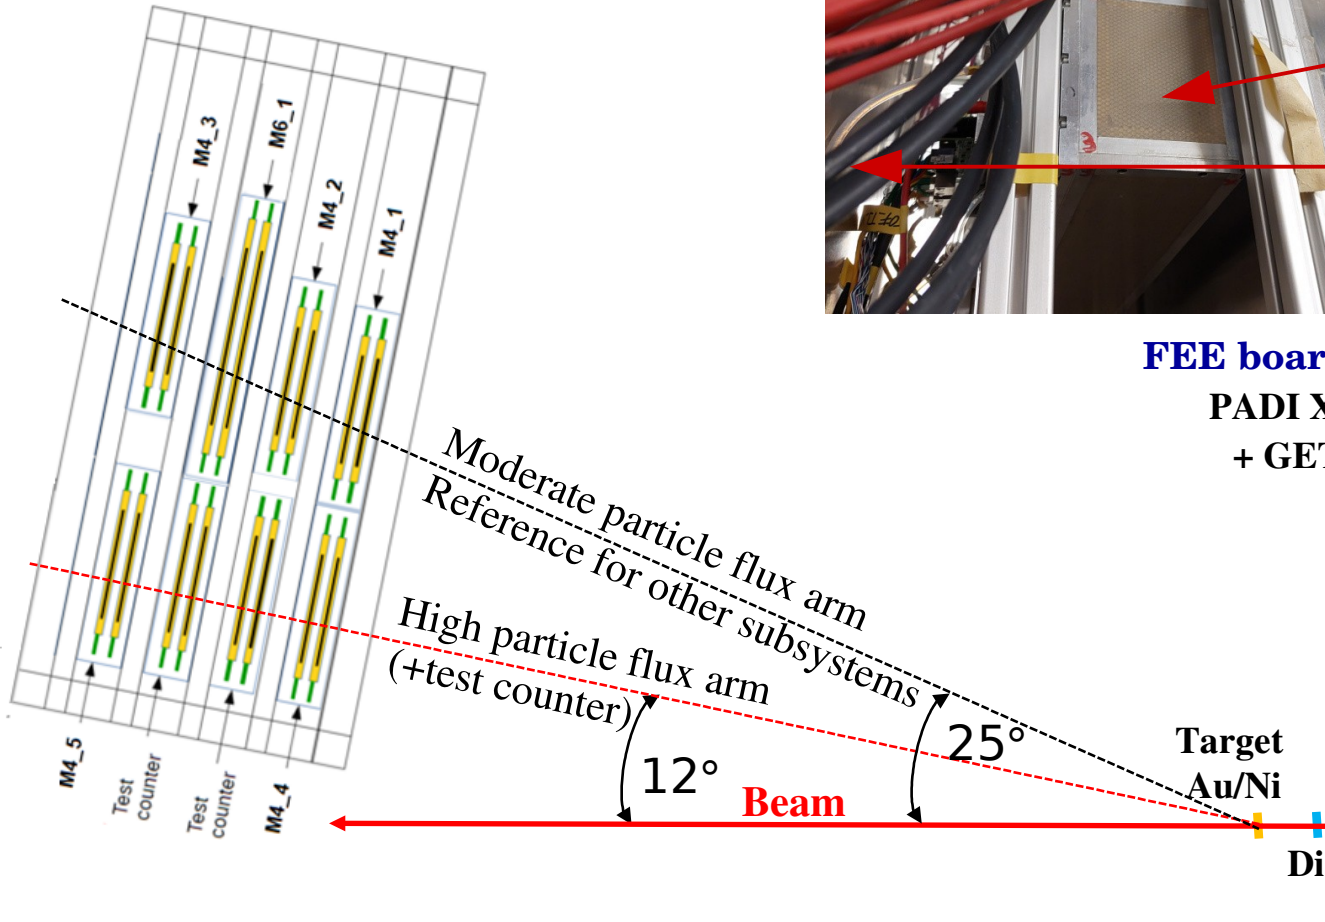 M4_3
M6_1
M4_2
M4_1
FEE boar
PADI X
+ GET
Moderate particle flux arm
Reference for other subsystems
High particle flux arm
(+test counter)
25°
12°
Target
Au/Ni
Beam
M4_5
Test
counter
Test
counter
M4_4
Di